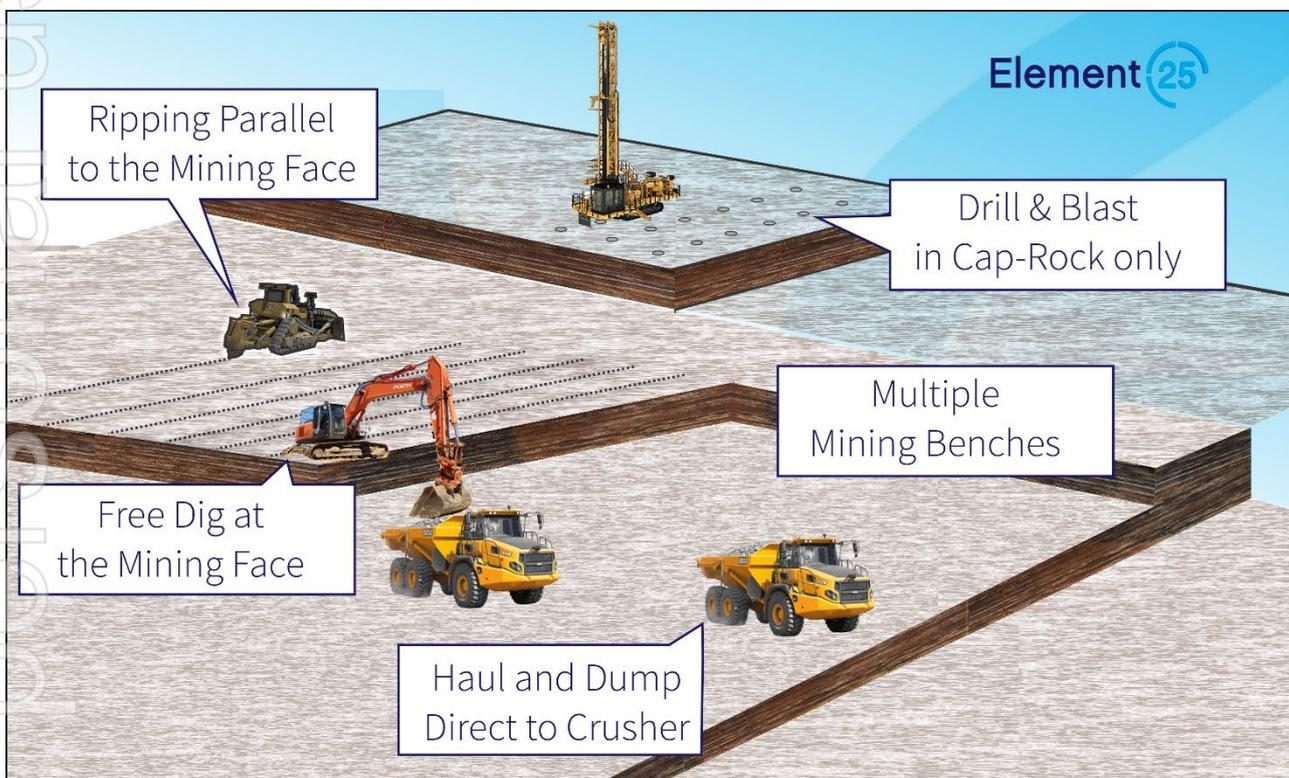 Element 25
Ripping Parallel
to the Mining Face
Drill & Blast
in Cap-Rock only
Multiple
Mining Benches
Free Dig at
the Mining Face
Haul and Dump
Direct to Crusher